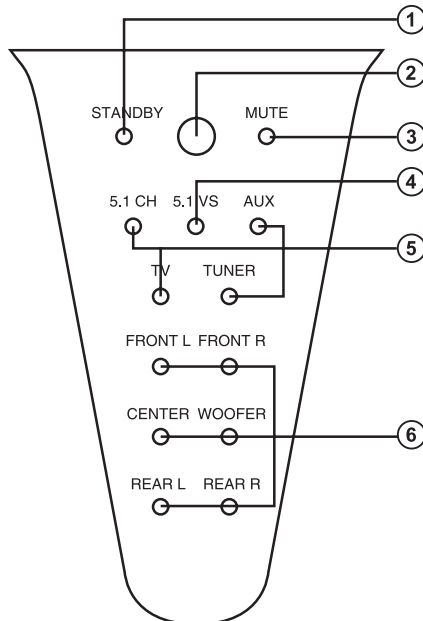 1
2
STANDBY MUTE
3
4
5.1 CH 5.1 VS AUX
5
TV TUNER
FRONT L FRONT R
CENTER WOOFER
6
REAR L REAR R